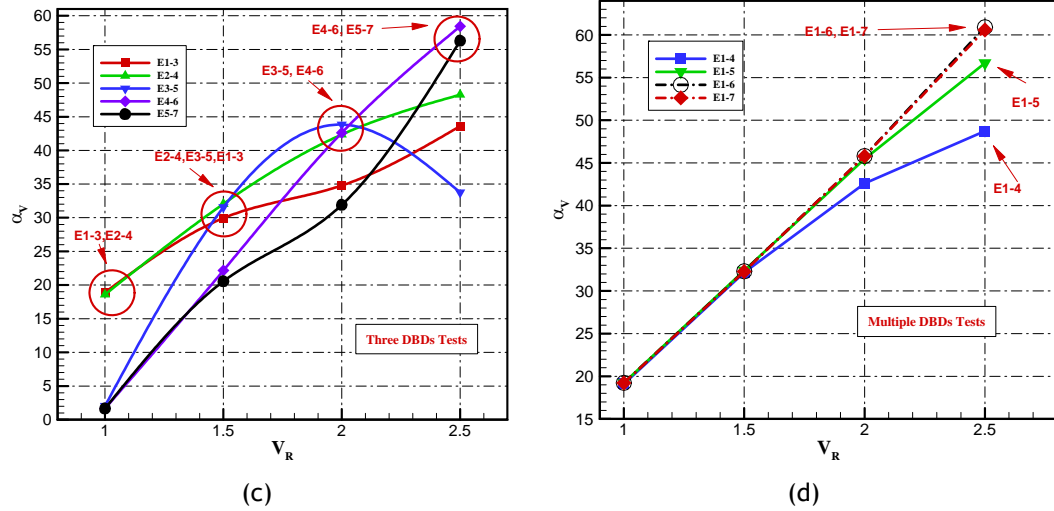 60
55
50
45
40
35
30
25
20
15
10
5
0
α_V
1
1.5
2
2.5
V_R
E1-3
E2-4
E3-5
E4-6
E5-7
E4-6, E5-7
E3-5, E4-6
E2-4,E3-5,E1-3
E1-3,E2-4
Three DBDs Tests
(c)
60
55
50
45
40
35
30
25
20
15
α_V
1
1.5
2
2.5
V_R
E1-4
E1-5
E1-6
E1-7
E1-6, E1-7
E1-5
E1-4
Multiple DBDs Tests
(d)